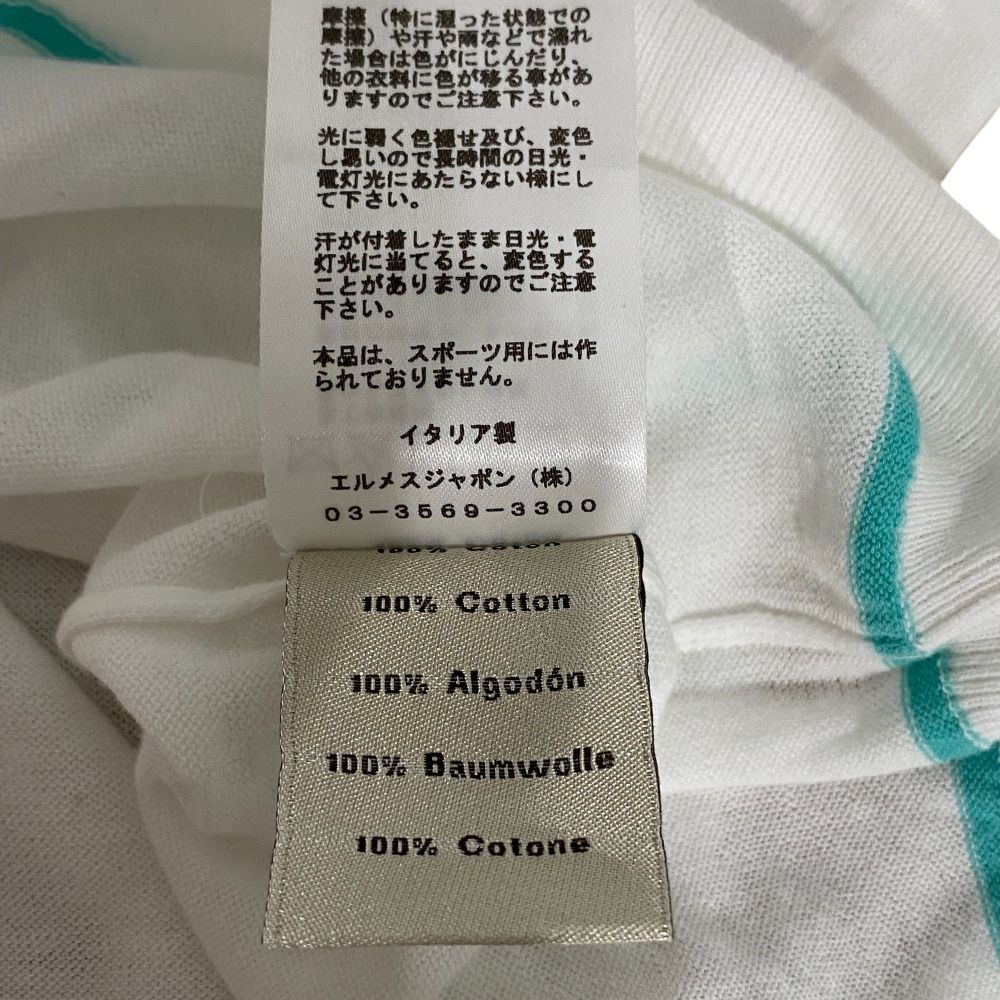 摩擦（特に湿った状態での
摩擦）や汗や雨などで濡れ
た場合は色がにじんだり、
他の衣料に色が移る事があ
りますのでご注意下さい。
光に弱く色褪せ及び、変色
し易いので長時間の日光・
電灯光にあたらない様にし
て下さい。
汗が付着したまま日光・電
灯光に当てると、変色する
ことがありますのでご注意
下さい。
本品は、スポーツ用には作
られておりません。
イタリア製
エルメスジャポン（株）
03-3569-3300
100% Coton
100% Cotton
100% Algodón
100% Baumwolle
100% Cotone